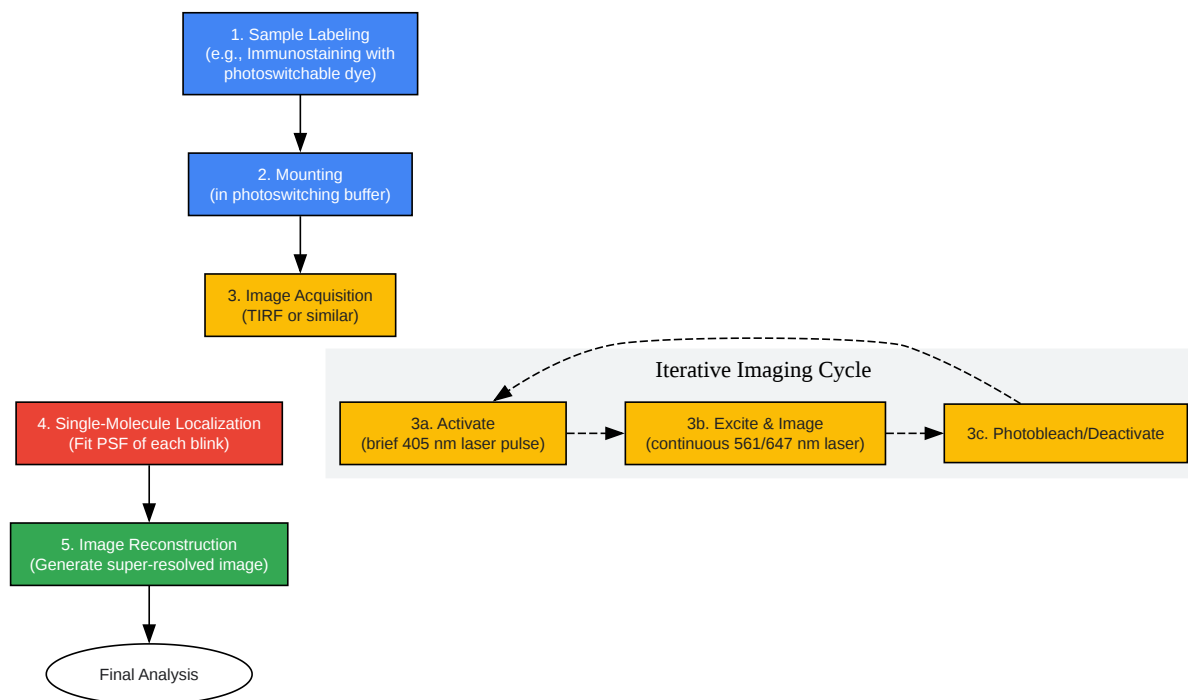 1. Sample Labeling
(e.g., Immunostaining with
photoswitchable dye)
2. Mounting
(in photoswitching buffer)
3. Image Acquisition
(TIRF or similar)
Iterative Imaging Cycle
3a. Activate
(brief 405 nm laser pulse)
3b. Excite & Image
(continuous 561/647 nm laser)
3c. Photobleach/Deactivate
4. Single-Molecule Localization
(Fit PSF of each blink)
5. Image Reconstruction
(Generate super-resolved image)
Final Analysis